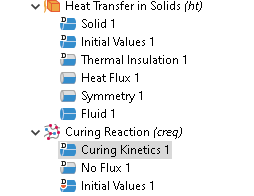 Heat Transfer in Solids (ht)
D Solid 1
D Initial Values 1
D Thermal Insulation 1
Heat Flux 1
Symmetry 1
Fluid 1
Curing Reaction (creq)
D Curing Kinetics 1
D No Flux 1
D Initial Values 1